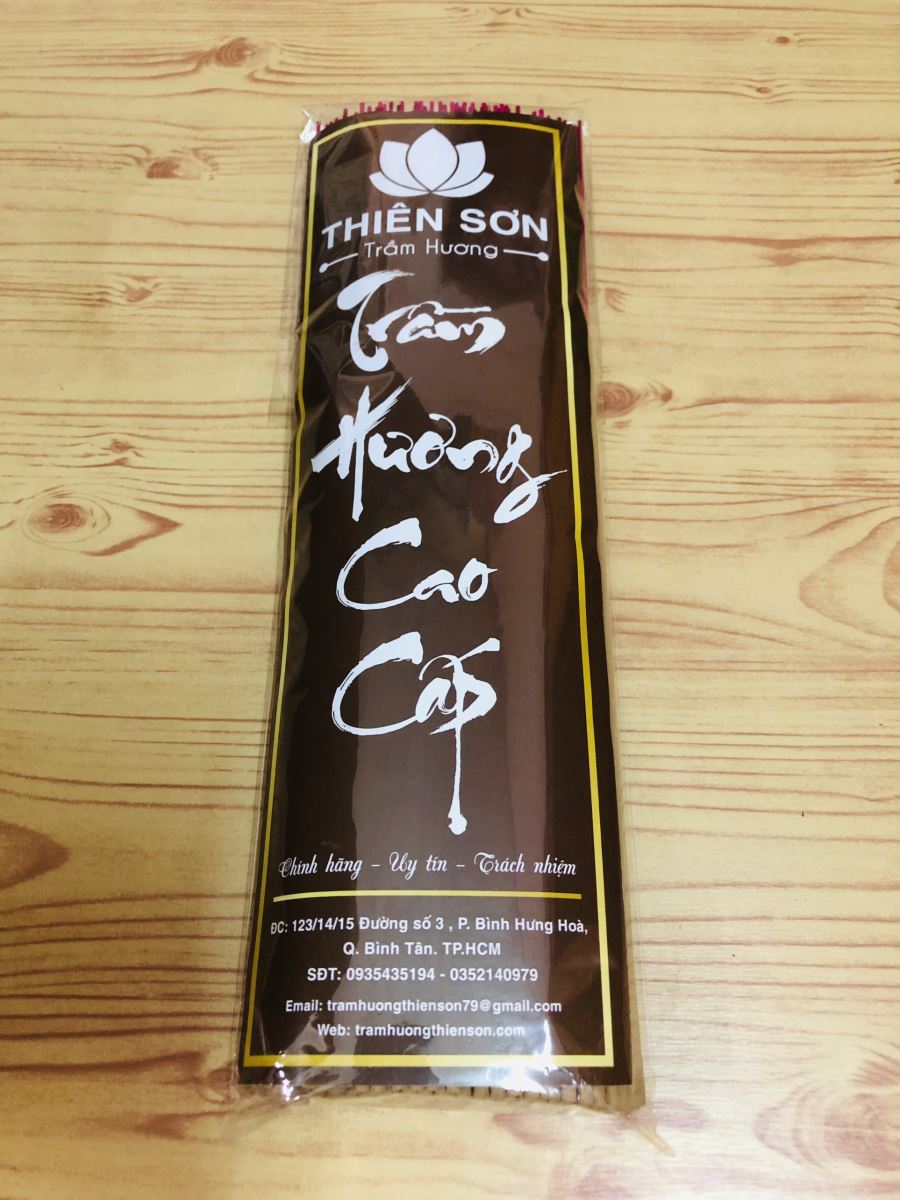 THIÊN SƠN
Trầm Hương
Trầm
Hương
Cao
Cấp
Chính hãng - Uy tín - Trách nhiệm
ĐC: 123/14/15 Đường số 3 , P. Bình Hưng Hoà,
Q. Bình Tân. TP.HCM
SĐT: 0935435194 - 0352140979
Email: tramhuongthienson79@gmail.com
Web: tramhuongthienson.com